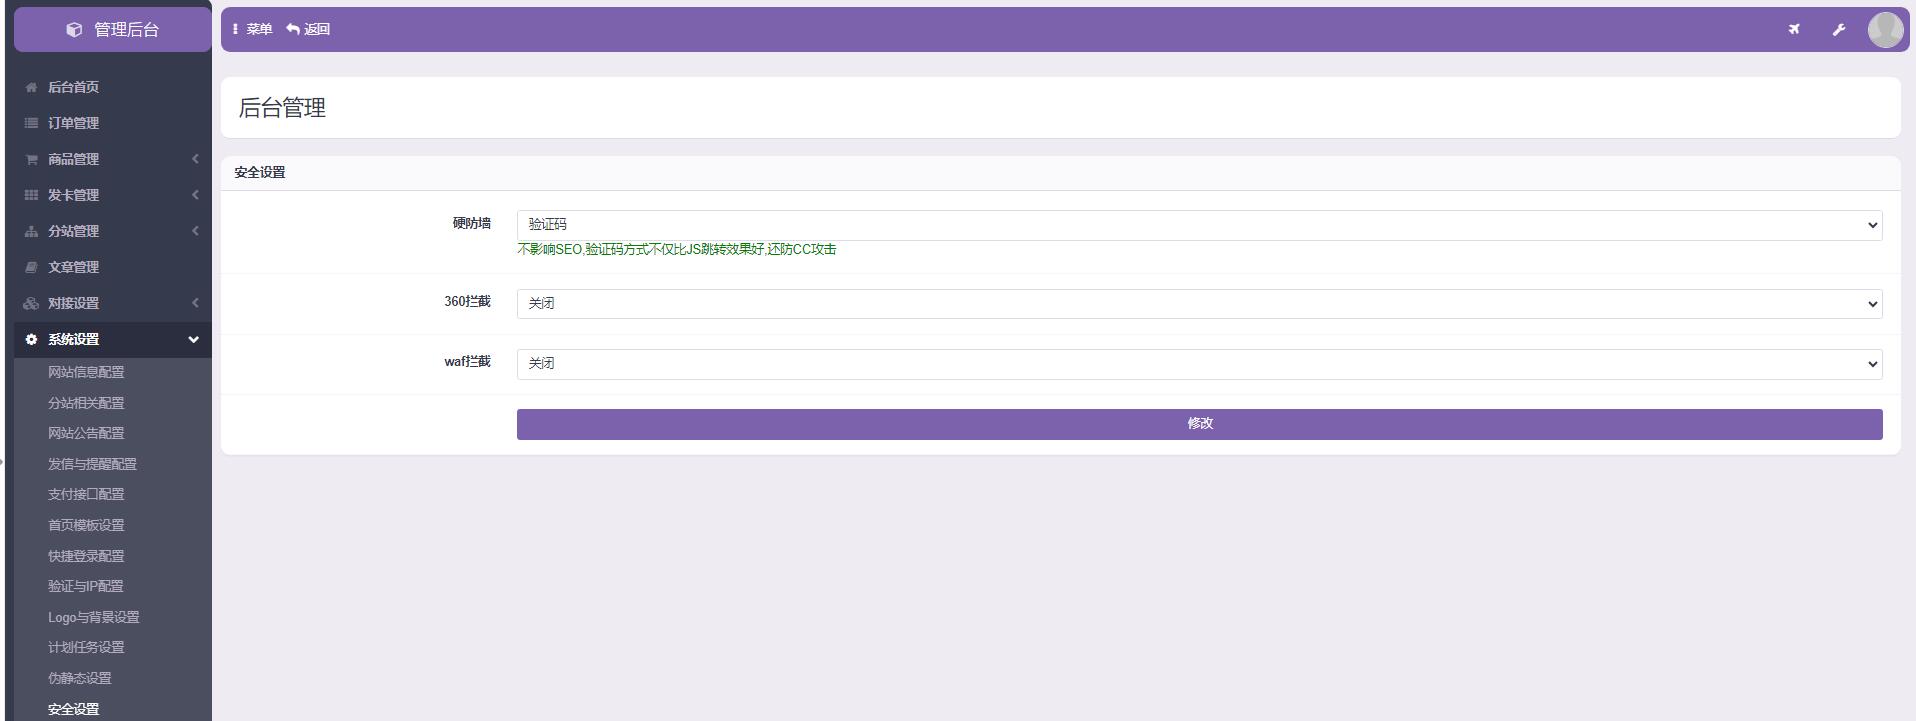 管理后台
菜单 返回
后台首页
订单管理
商品管理
发卡管理
分站管理
文章管理
对接设置
系统设置
网站信息配置
分站相关配置
网站公告配置
发信与提醒配置
支付接口配置
首页模板设置
快捷登录配置
验证与IP配置
Logo与背景设置
计划任务设置
伪静态设置
安全设置
后台管理
安全设置
硬防墙 验证码
不影响SEO,验证码方式不仅比JS跳转效果好,还防CC攻击
360拦截 关闭
waf拦截 关闭
修改